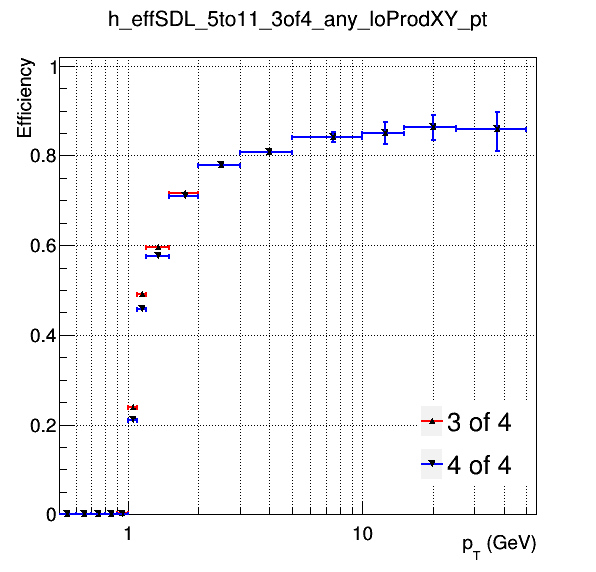 h_effSDL_5to11_3of4_any_loProdXY_pt
Efficiency
1
0.8
0.6
0.4
0.2
0
3 of 4
4 of 4
1
10
p_T (GeV)